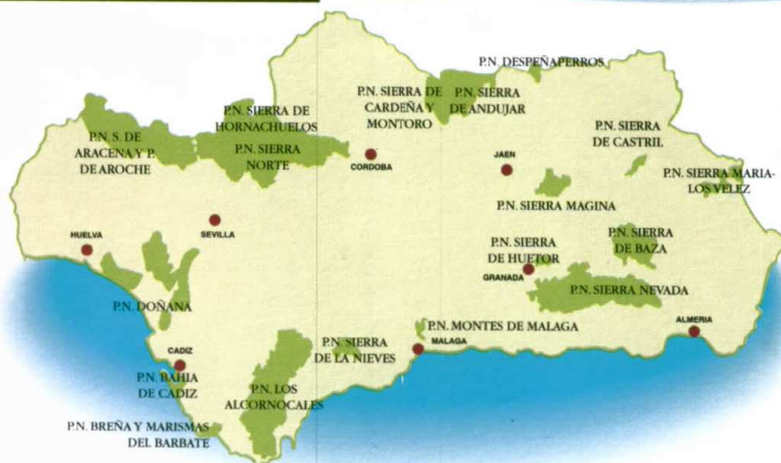 P.N. DESPEÑAPERROS
P.N. SIERRA DE
CARDEÑA Y
MONTORO
P.N. SIERRA
DE ANDUJAR
P.N. SIERRA DE
HORNACHUELOS
P.N. S. DE
ARACENA Y P.
DE AROCHE
P.N. SIERRA
NORTE
CORDOBA
JAEN
P.N. SIERRA
DE CASTRIL
P.N. SIERRA MARIA-
LOS VELEZ
P.N. SIERRA MAGINA
HUELVA
SEVILLA
P.N. SIERRA
DE HUETOR
GRANADA
P.N. SIERRA
DE BAZA
P.N. SIERRA NEVADA
P.N. DOÑANA
P.N. MONTES DE MALAGA
MALAGA
ALMERIA
CADIZ
P.N. SIERRA
DE LA NIEVES
P.N. BAHIA
DE CADIZ
P.N. LOS
ALCORNOCALES
P.N. BREÑA Y MARISMAS
DEL BARBATE